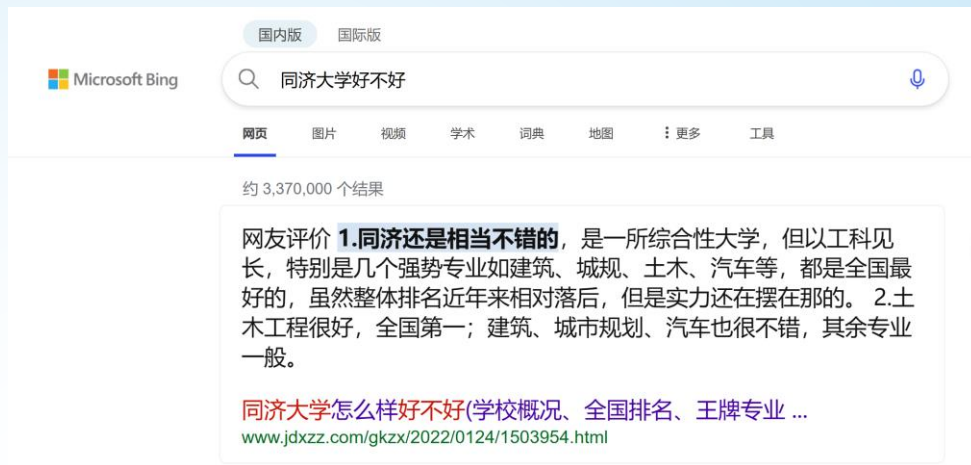 国内版 国际版
Microsoft Bing 同济大学好不好
网页 图片 视频 学术 词典 地图 更多 工具
约 3,370,000 个结果
网友评价 1.同济还是相当不错的，是一所综合性大学，但以工科见
长，特别是几个强势专业如建筑、城规、土木、汽车等，都是全国最
好的，虽然整体排名近年来相对落后，但是实力还在摆在那的。 2.土
木工程很好，全国第一；建筑、城市规划、汽车也很不错，其余专业
一般。
同济大学怎么样好不好(学校概况、全国排名、王牌专业 ...
www.jdxzz.com/gkzx/2022/0124/1503954.html